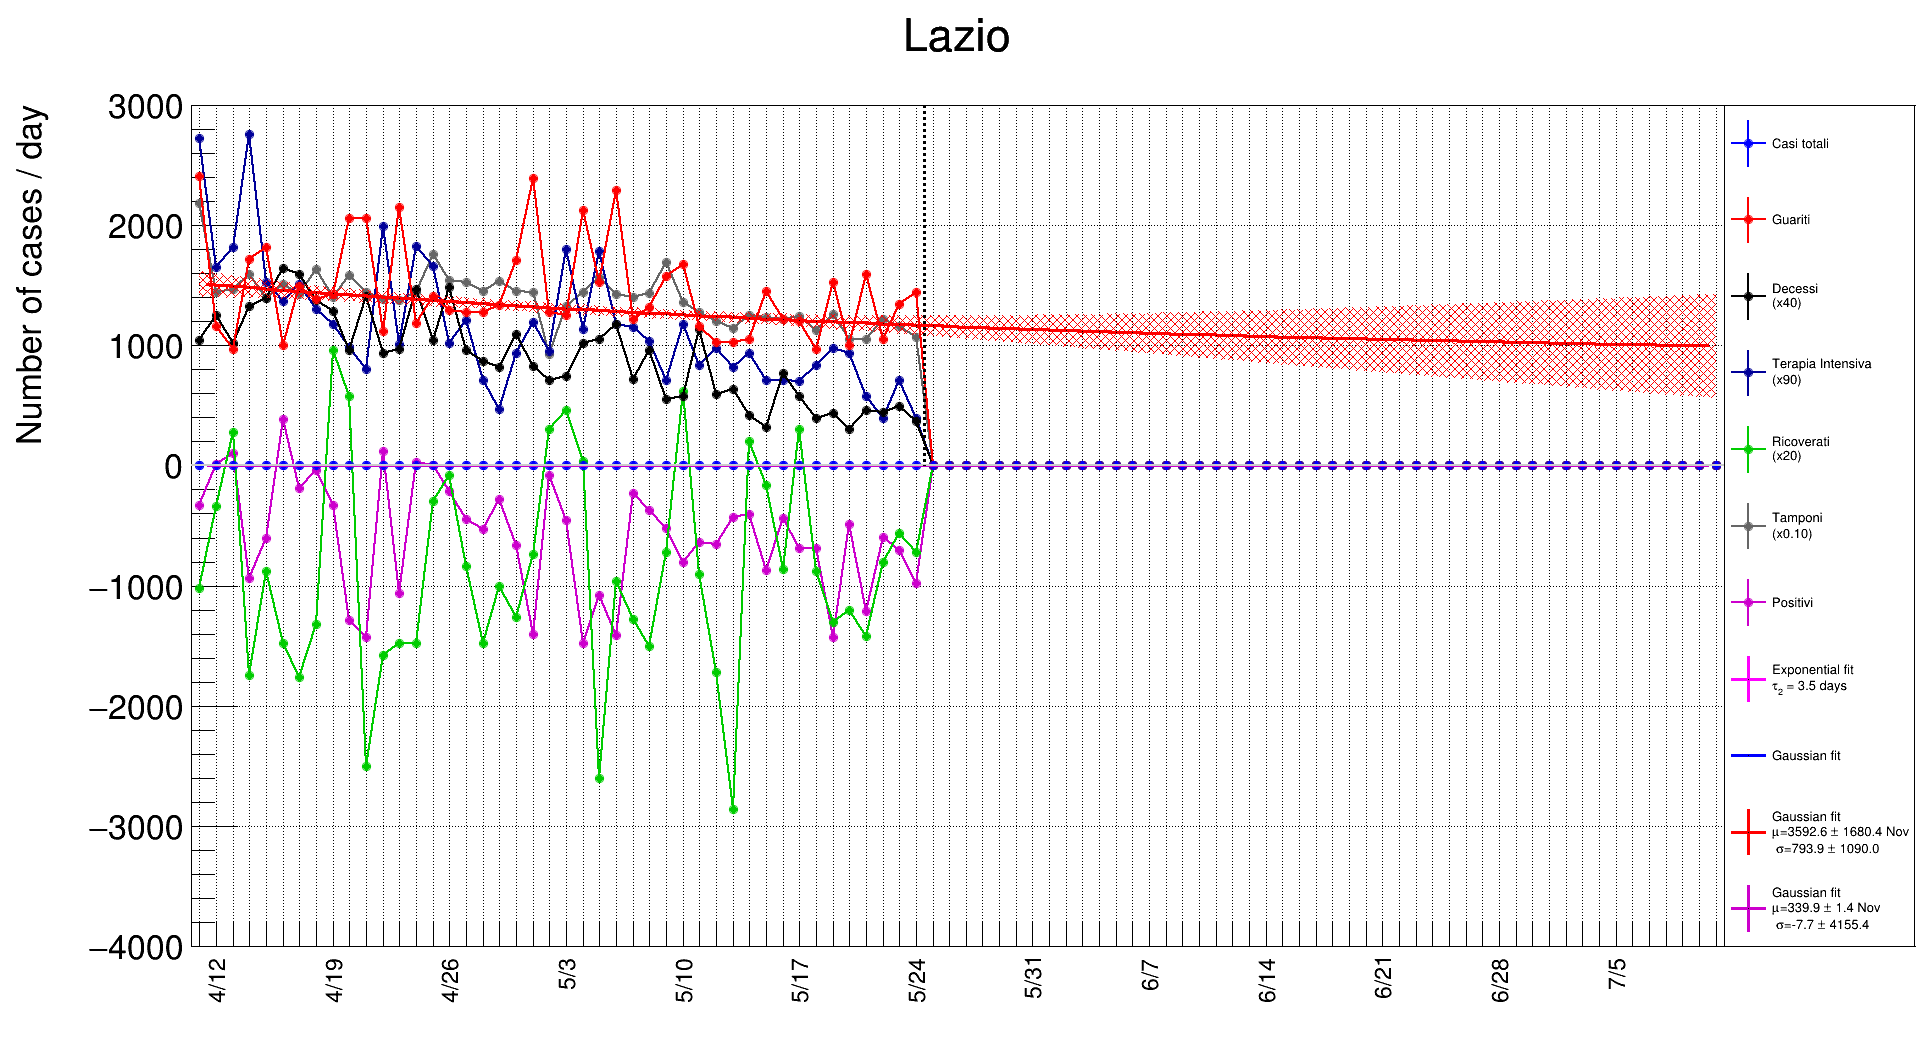 Lazio
Number of cases / day
3000
2000
1000
0
−1000
−2000
−3000
−4000
4/12
4/19
4/26
5/3
5/10
5/17
5/24
5/31
6/7
6/14
6/21
6/28
7/5
Casi totali
Guariti
Decessi
(x40)
Terapia Intensiva
(x90)
Ricoverati
(x20)
Tamponi
(x0.10)
Positivi
Exponential fit
τ2 = 3.5 days
Gaussian fit
Gaussian fit
μ=3592.6 ± 1680.4 Nov
σ=793.9 ± 1090.0
Gaussian fit
μ=339.9 ± 1.4 Nov
σ=-7.7 ± 4155.4